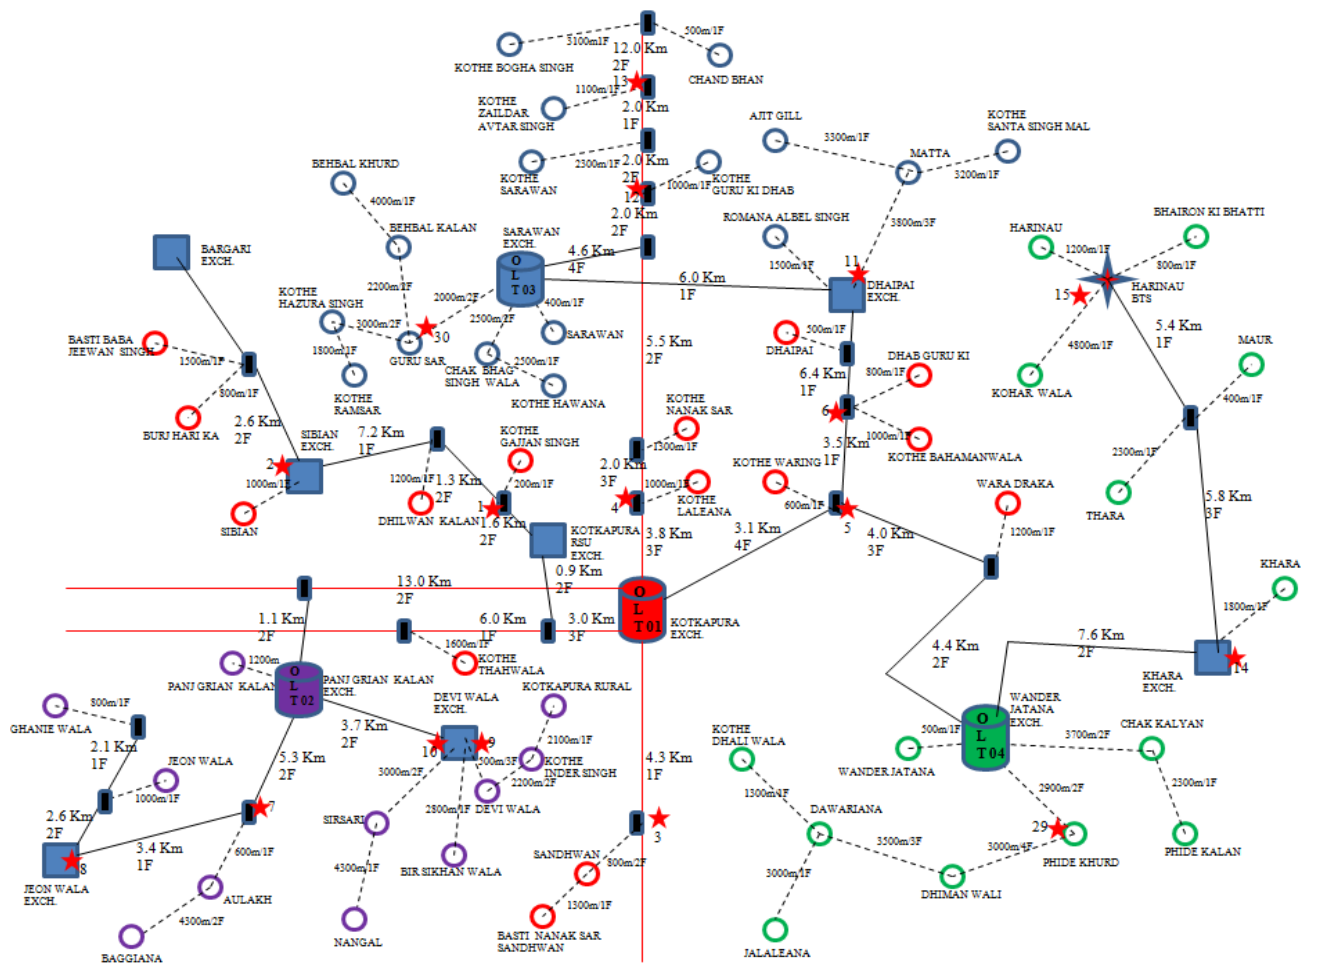 500m/1F
3100m1F
12.0 Km
2F
KOTHE BOGHA SINGH
CHAND BHAN
13
1100m/1F
KOTHE
ZAILDAR
AVTAR SINGH
2.0 Km
1F
AJIT GILL
KOTHE
SANTA SINGH MAL
3300m/1F
MATTA
3200m/1F
BEHBAL KHURD
2300m/1F
2.0 Km
2F
KOTHE
SARAWAN
1000m/1F
KOTHE
GURU KI DHAB
12
4000m/1F
2.0 Km
2F
ROMANA ALBEL SINGH
3800m/3F
BHAIRON KI BHATTI
HARINAU
BEHBAL KALAN
SARAWAN
EXCH.
BARGARI
EXCH.
4.6 Km
4F
1200m/1F
800m/1F
O
L
T 03
1500m/1F
11
6.0 Km
1F
DHAIPAI
EXCH.
HARINAU
BTS
15
2200m/1F
KOTHE
HAZURA SINGH
2000m/2F
400m/1F
2500m/2F
3000m/2F
30
SARAWAN
500m/1F
DHAIPAI
5.4 Km
1F
4800m/1F
MAUR
BASTI BABA
JEEWAN SINGH
1800m/1F
GURU SAR
5.5 Km
2F
1500m/1F
CHAK BHAG
SINGH WALA
2500m/1F
DHAB GURU KI
6.4 Km
1F
800m/1F
800m/1F
KOTHE
RAMSAR
KOTHE HAWANA
KOHAR WALA
400m/1F
BURJ HARI KA
2.6 Km
2F
KOTHE
NANAK SAR
6
SIBIAN
EXCH.
7.2 Km
1F
KOTHE
GAJJAN SINGH
1300m/1F
3.5 Km
1F
1000m/1F
KOTHE BAHAMANWALA
2300m/1F
2
2.0 Km
3F
KOTHE WARING
1000m/1F
1200m/1F
1.3 Km
2F
200m/1F
1000m/1F
600m/1F
WARA DRAKA
THARA
5.8 Km
3F
SIBIAN
DHILWAN KALAN
1
1.6 Km
2F
4
KOTHE
LALEANA
5
KOTKAPURA
RSU
EXCH.
3.8 Km
3F
3.1 Km
4F
4.0 Km
3F
1200m/1F
0.9 Km
2F
KHARA
13.0 Km
2F
O
L
T 01
1.1 Km
2F
6.0 Km
1F
3.0 Km
3F
KOTKAPURA
EXCH.
1800m/1F
7.6 Km
2F
1200m
1600m/1F
KOTHE
THAHWALA
4.4 Km
2F
KHARA
EXCH.
14
PANJ GRIAN KALAN
O
L
T 02
PANJ GRIAN KALAN
EXCH.
DEVI WALA
EXCH.
KOTKAPURA RURAL
WANDER
JATANA
EXCH.
800m/1F
GHANIE WALA
3.7 Km
2F
O
L
T 04
500m/1F
CHAK KALYAN
3700m/2F
KOTHE
DHALI WALA
2.1 Km
1F
10
9
2100m/1F
5.3 Km
2F
500m/3F
KOTHE
INDER SINGH
4.3 Km
1F
JEON WALA
3000m/2F
2200m/2F
WANDER JATANA
2300m/1F
1000m/1F
2900m/2F
1300m/1F
2800m/1F
DEVI WALA
2.6 Km
2F
7
SIRSARI
DAWARIANA
29
3
3.4 Km
1F
600m/1F
SANDHWAN
800m/2F
3500m/3F
3000m/4F
PHIDE KHURD
PHIDE KALAN
8
JEON WALA
EXCH.
4300m/1F
BIR SIKHAN WALA
3000m/1F
AULAKH
1300m/1F
DHIMAN WALI
4300m/2F
BAGGIANA
NANGAL
BASTI NANAK SAR
SANDHWAN
JALALEANA